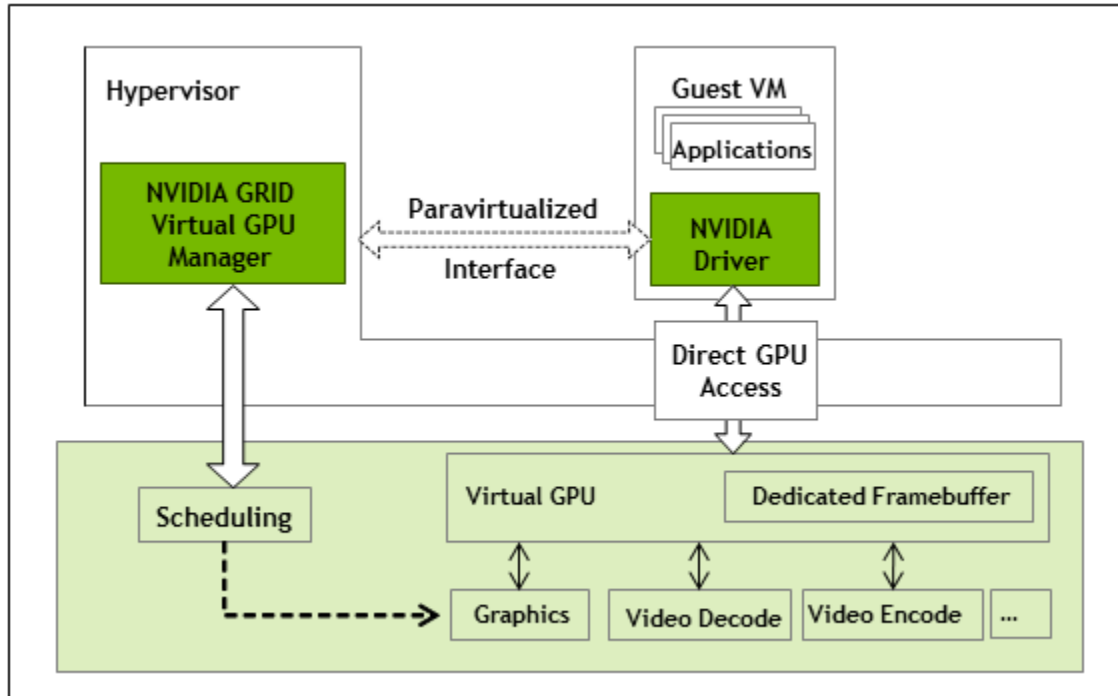 Hypervisor
NVIDIA GRID
Virtual GPU
Manager
Paravirtualized
Interface
Guest VM
Applications
NVIDIA
Driver
Direct GPU
Access
Scheduling
Virtual GPU
Dedicated Framebuffer
Graphics
Video Decode
Video Encode
...